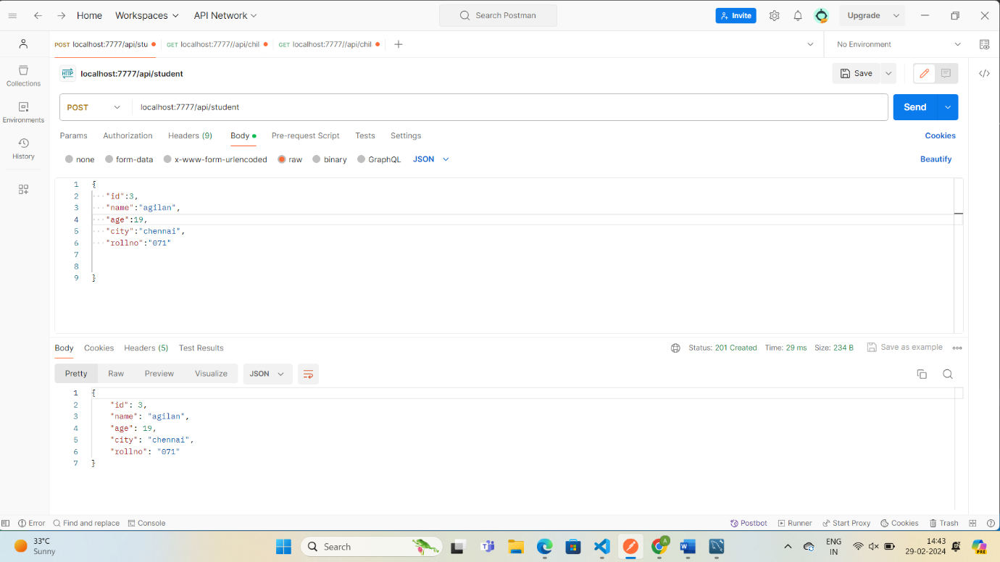 Home Workspaces API Network Search Postman Invite Upgrade
POST localhost:7777/api/stu GET localhost:7777//api/chil GET localhost:7777//api/chil No Environment
HTTP localhost:7777/api/student Save
Collections
POST localhost:7777/api/student Send
Environments
Params Authorization Headers (9) Body Pre-request Script Tests Settings Cookies
History
none form-data x-www-form-urlencoded raw binary GraphQL JSON Beautify
1 {
2 "id":3,
3 "name":"agilan",
4 "age":19,
5 "city":"chennai",
6 "rollno":"071"
7
8
9 }
Body Cookies Headers (5) Test Results Status: 201 Created Time: 29 ms Size: 234 B Save as example
Pretty Raw Preview Visualize JSON
1 {
2 "id": 3,
3 "name": "agilan",
4 "age": 19,
5 "city": "chennai",
6 "rollno": "071"
7 }
Error Find and replace Console Postbot Runner Start Proxy Cookies Trash
33°C
Sunny
Search
A
ENG
IN
14:43
29-02-2024
PRE